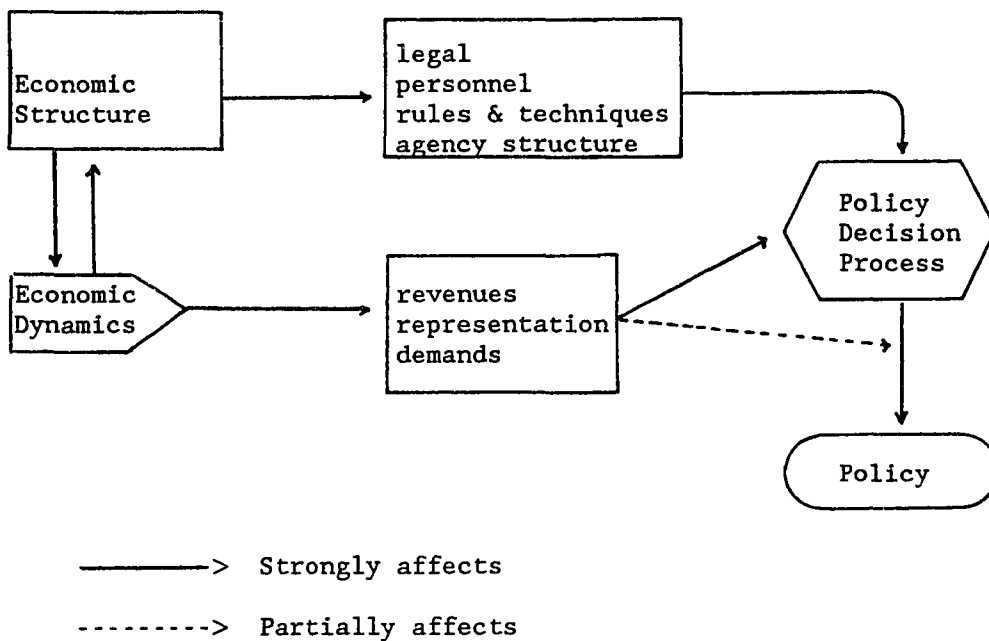 Economic
Structure
legal
personnel
rules & techniques
agency structure
Policy
Decision
Process
Economic
Dynamics
revenues
representation
demands
Policy
Strongly affects
Partially affects